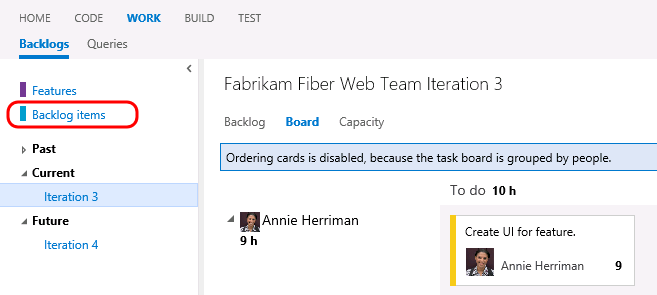 HOME CODE WORK BUILD TEST
Backlogs Queries
Features
Backlog items
Past
Current
Iteration 3
Future
Iteration 4
Fabrikam Fiber Web Team Iteration 3
Backlog Board Capacity
Ordering cards is disabled, because the task board is grouped by people.
To do 10 h
Annie Herriman
9 h
Create UI for feature.
Annie Herriman 9